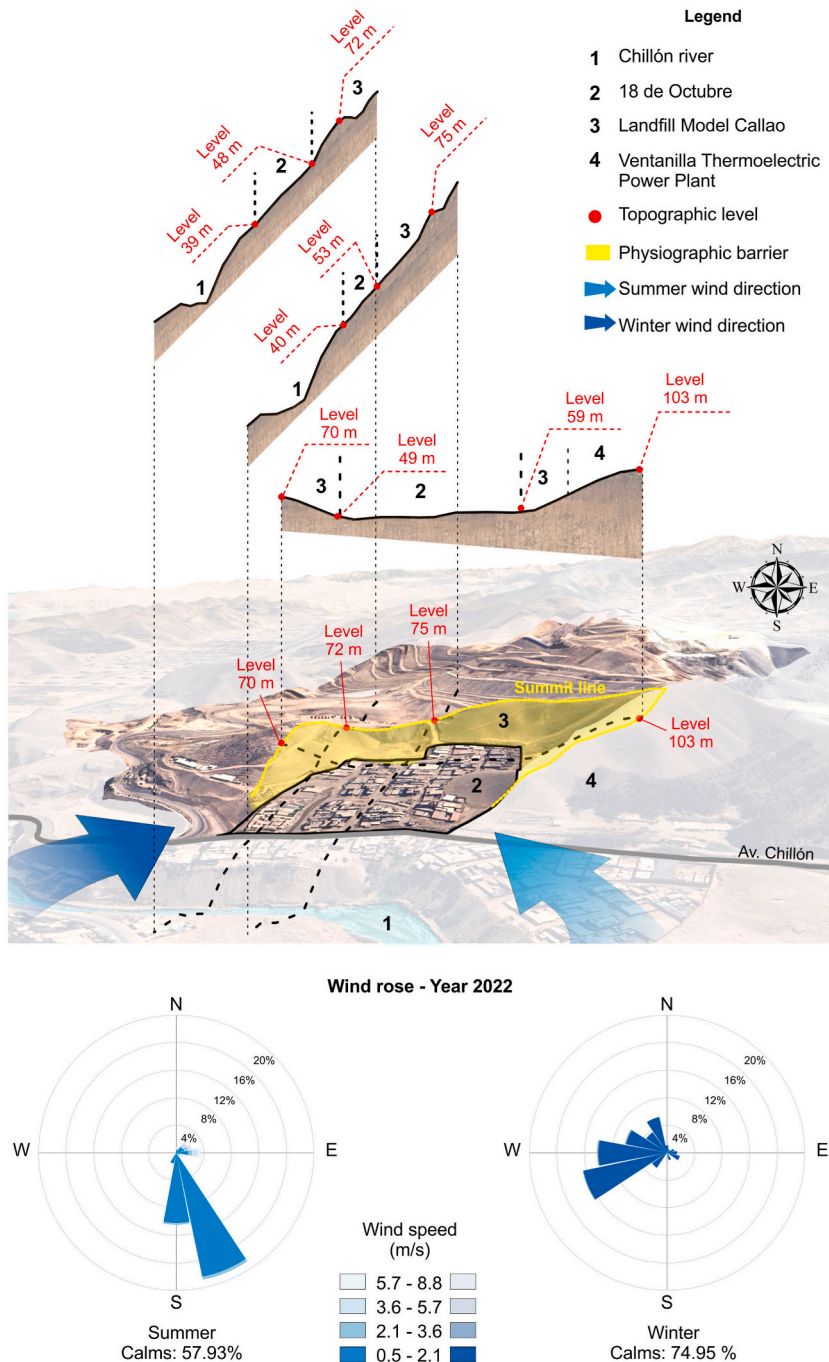 Legend
1 Chillón river
2 18 de Octubre
3 Landfill Model Callao
4 Ventanilla Thermoelectric
Power Plant
Topographic level
Physiographic barrier
Summer wind direction
Winter wind direction
Level
72 m
3
Level
48 m
2
Level
39 m
1
Level
75 m
3
Level
53 m
2
Level
40 m
1
Level
70 m
Level
49 m
Level
59 m
Level
103 m
3
2
3
4
N
W E
S
Level
70 m
Level
72 m
Level
75 m
Summit line
3
Level
103 m
2
4
Av. Chillón
1
Wind rose - Year 2022
N
20%
16%
12%
8%
4%
W E
S
Summer
Calms: 57.93%
N
20%
16%
12%
8%
4%
W E
S
Winter
Calms: 74.95 %
Wind speed
(m/s)
5.7 - 8.8
3.6 - 5.7
2.1 - 3.6
0.5 - 2.1